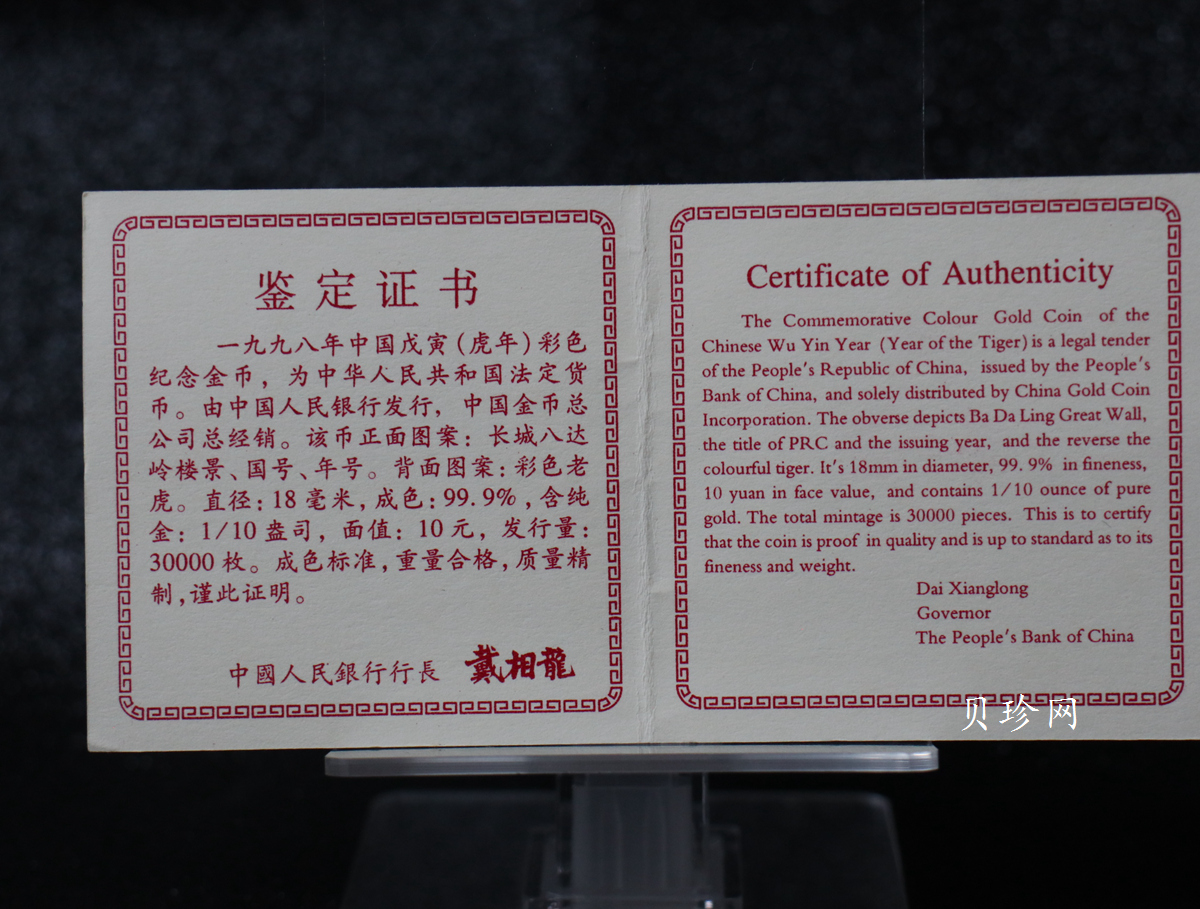 鉴定证书
一九九八年中国戊寅(虎年)彩色
纪念金币，为中华人民共和国法定货
币。由中国人民银行发行，中国金币总
公司总经销。该币正面图案：长城八达
岭楼景、国号、年号。背面图案：彩色老
虎。直径：18毫米，成色：99.9%，含纯
金：1/10盎司，面值：10元，发行量：
30000枚。成色标准，重量合格，质量精
制，谨此证明。
中國人民銀行行長 戴相龍
Certificate of Authenticity
The Commemorative Colour Gold Coin of the
Chinese Wu Yin Year (Year of the Tiger) is a legal tender
of the People's Republic of China, issued by the People's
Bank of China, and solely distributed by China Gold Coin
Incorporation. The obverse depicts Ba Da Ling Great Wall,
the title of PRC and the issuing year, and the reverse the
colourful tiger. It's 18mm in diameter, 99.9% in fineness,
10 yuan in face value, and contains 1/10 ounce of pure
gold. The total mintage is 30000 pieces. This is to certify
that the coin is proof in quality and is up to standard as to its
fineness and weight.
Dai Xianglong
Governor
The People's Bank of China
贝珍网